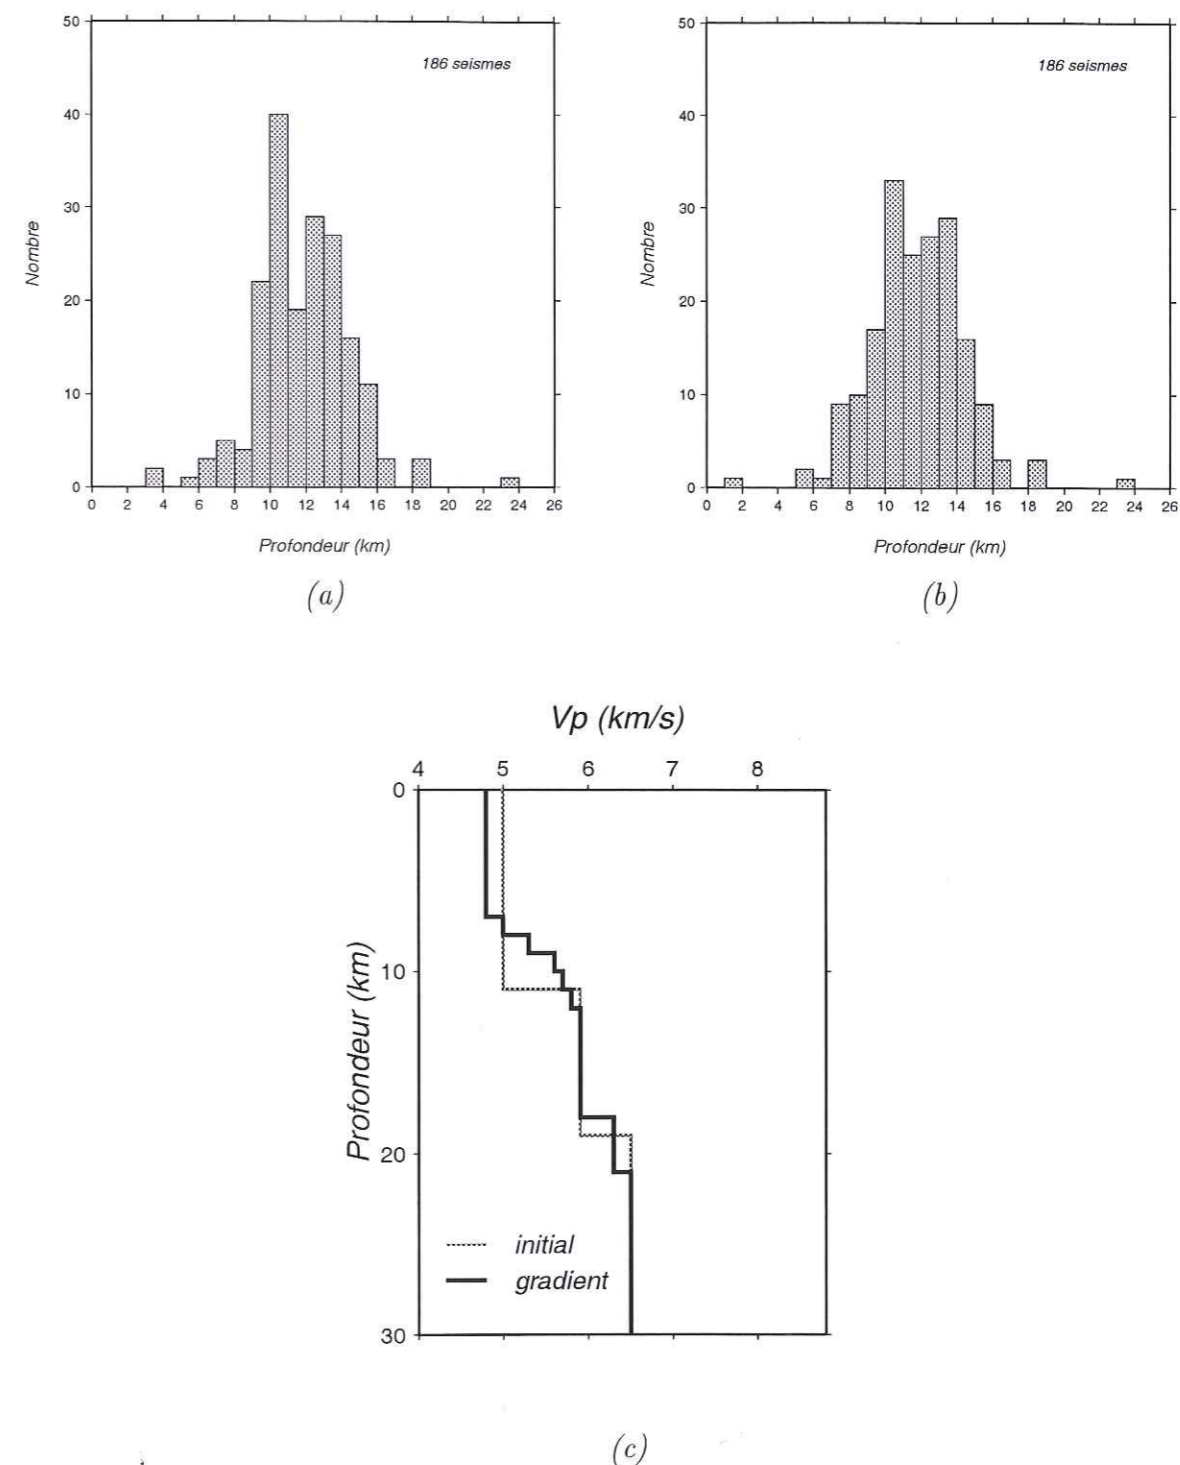 50
186 seismes
40
30
Nombre
20
10
0
0 2 4 6 8 10 12 14 16 18 20 22 24 26
Profondeur (km)
(a)
50
186 seismes
40
30
Nombre
20
10
0
0 2 4 6 8 10 12 14 16 18 20 22 24 26
Profondeur (km)
(b)
Vp (km/s)
4 5 6 7 8
0
10
Profondeur (km)
20
initial
gradient
30
(c)